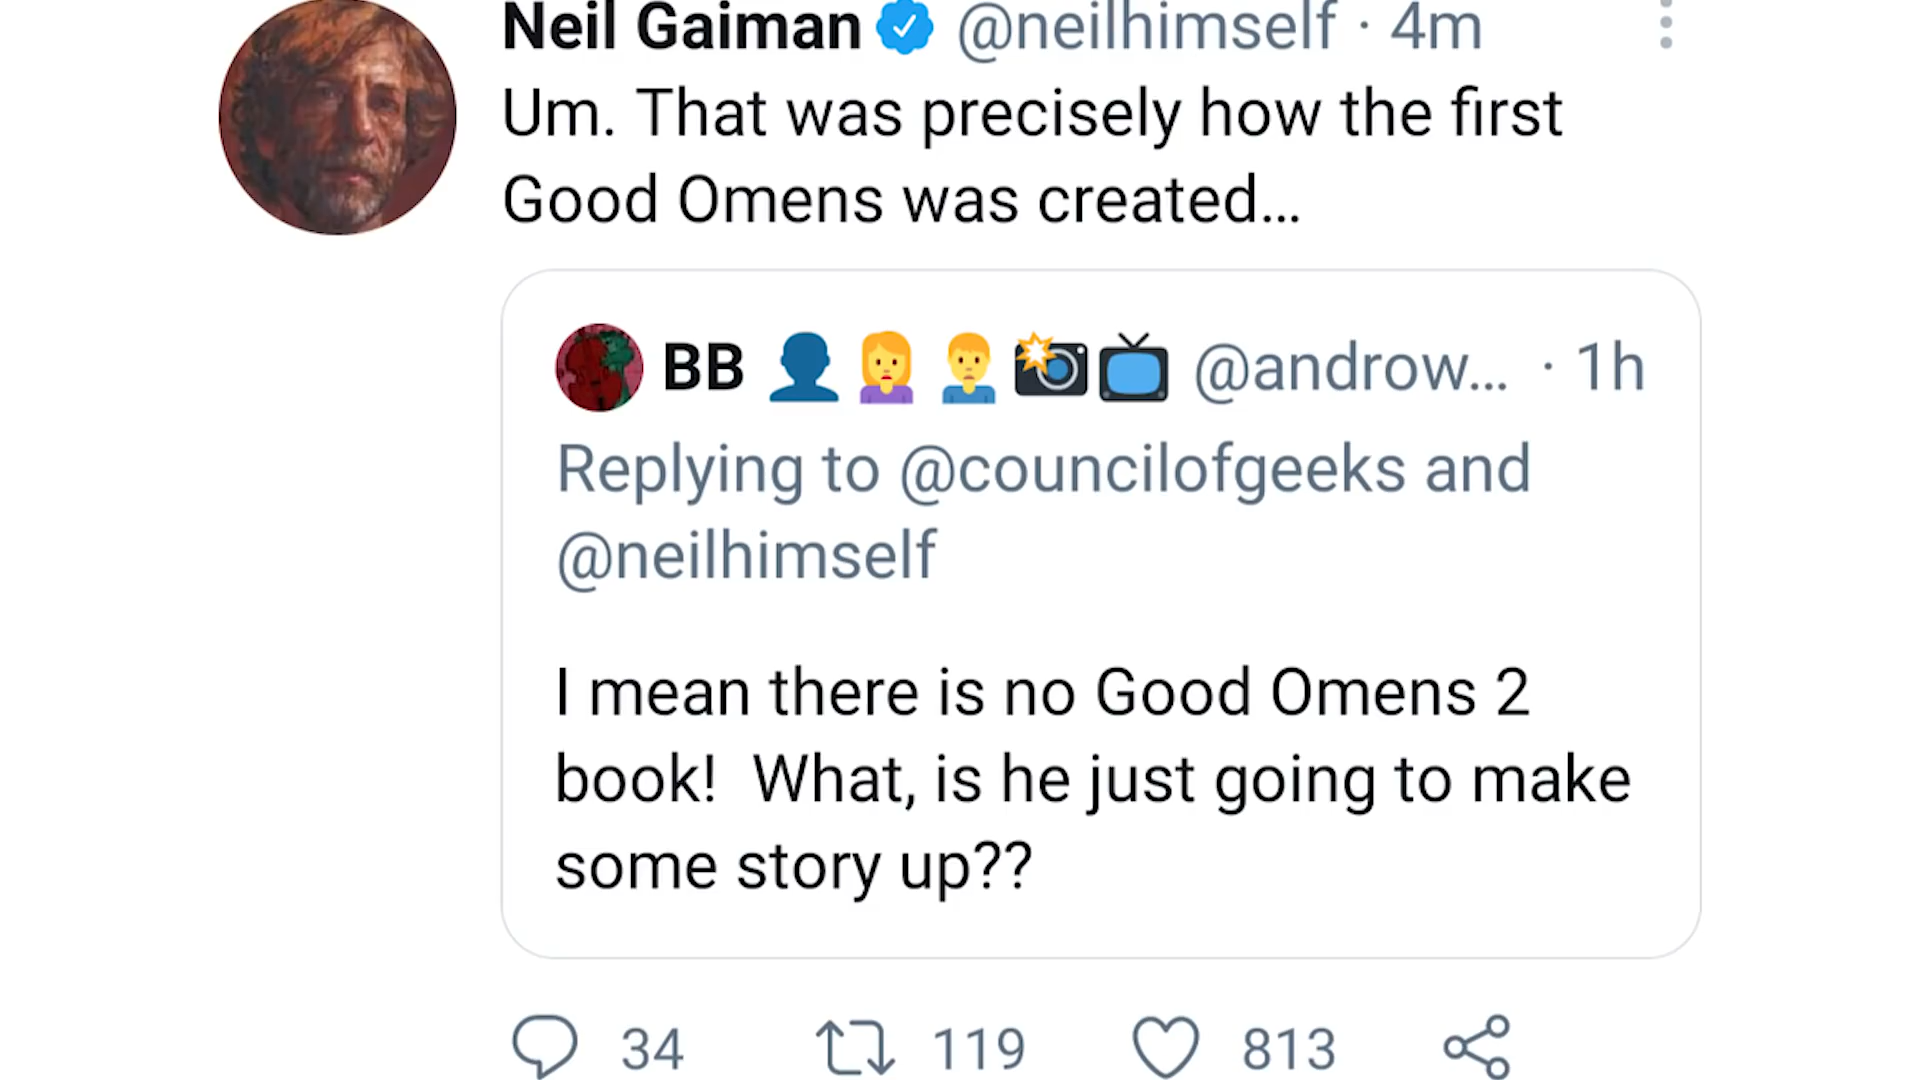 Neil Gaiman @neilhimself · 4m
Um. That was precisely how the first
Good Omens was created...
BB 👤🙎‍♀️🙎‍♂️📸📺 @androw... · 1h
Replying to @councilofgeeks and
@neilhimself
I mean there is no Good Omens 2
book!  What, is he just going to make
some story up??
34 119 813